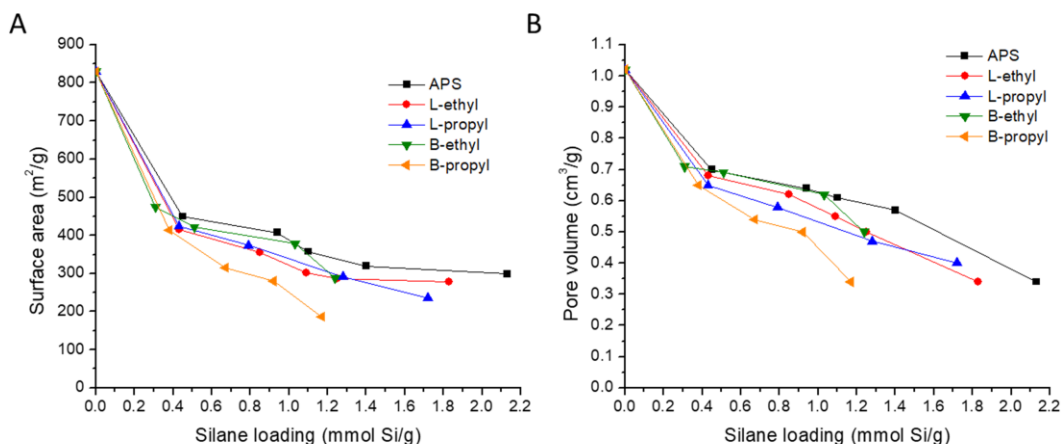 A
900
800
700
600
500
400
300
200
100
0
Surface area (m²/g)
0.0 0.2 0.4 0.6 0.8 1.0 1.2 1.4 1.6 1.8 2.0 2.2
Silane loading (mmol Si/g)
APS
L-ethyl
L-propyl
B-ethyl
B-propyl
B
1.1
1.0
0.9
0.8
0.7
0.6
0.5
0.4
0.3
0.2
0.1
0.0
Pore volume (cm³/g)
0.0 0.2 0.4 0.6 0.8 1.0 1.2 1.4 1.6 1.8 2.0 2.2
Silane loading (mmol Si/g)
APS
L-ethyl
L-propyl
B-ethyl
B-propyl